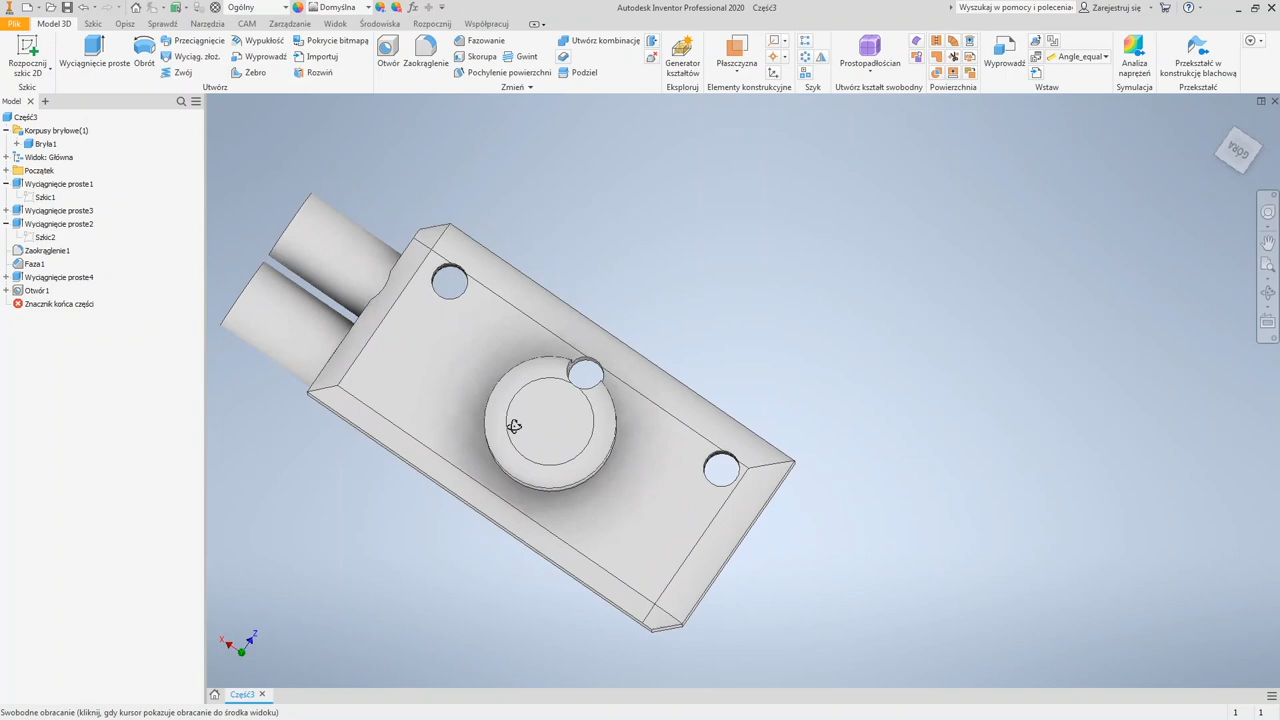 Ogólny
Domyślna
Autodesk Inventor Professional 2020 Część3
Wyszukaj w pomocy i polecenia
Zarejestruj się
Plik Model 3D Szkic Opisz Sprawdź Narzędzia CAM Zarządzanie Widok Środowiska Rozpocznij Współpracuj
Rozpocznij szkic 2D
Wyciągnięcie proste
Obrót
Przeciągnięcie
Wyciąg. złoż.
Zwój
Wypukłość
Wyprowadź
Żebro
Pokrycie bitmapą
Importuj
Rozwiń
Otwór
Zaokrąglenie
Fazowanie
Skorupa
Gwint
Pochylenie powierzchni
Utwórz kombinację
Podziel
Generator kształtów
Płaszczyzna
Prostopadłościan
Wyprowadź
Angle_equal
Analiza naprężeń
Przekształć w konstrukcję blachową
Szkic Utwórz Zmień Eksploruj Elementy konstrukcyjne Szyk Utwórz kształt swobodny Powierzchnia Wstaw Symulacja Przekształć
Model
Część3
Korpusy bryłowe(1)
Bryła1
Widok: Główna
Początek
Wyciągnięcie proste1
Szkic1
Wyciągnięcie proste3
Wyciągnięcie proste2
Szkic2
Zaokrąglenie1
Faza1
Wyciągnięcie proste4
Otwór1
Znacznik końca części
GÓRA
X
Z
Część3
Swobodne obracanie (kliknij, gdy kursor pokazuje obracanie do środka widoku)
1 1